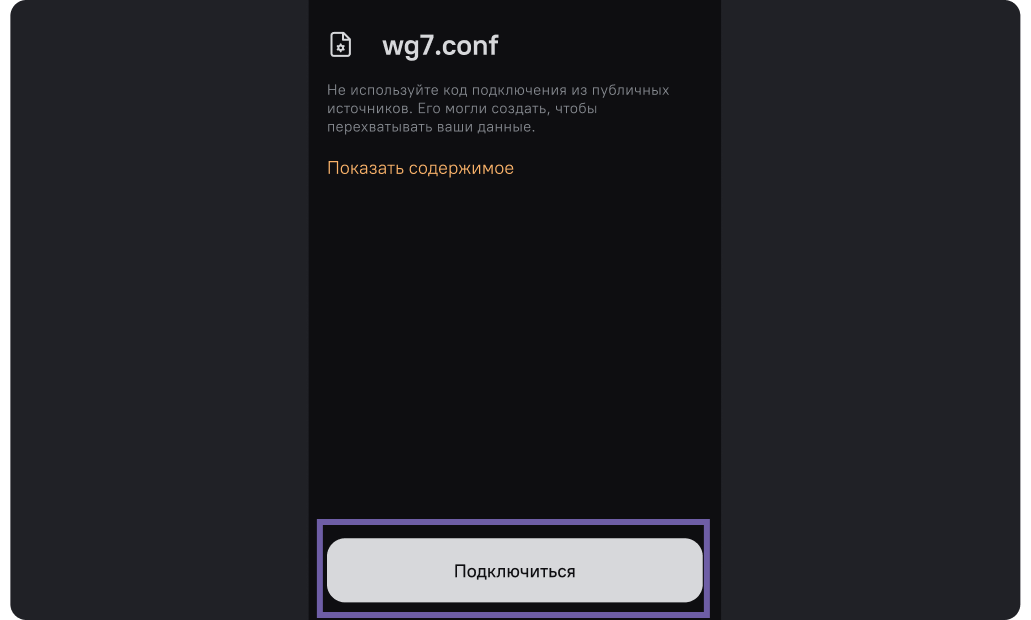 wg7.conf
Не используйте код подключения из публичных
источников. Его могли создать, чтобы
перехватывать ваши данные.
Показать содержимое
Подключиться